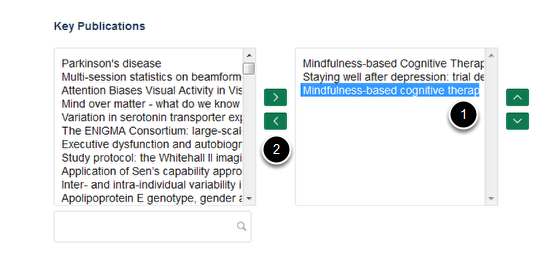 Key Publications
Parkinson's disease
Multi-session statistics on beamform
Attention Biases Visual Activity in Vis
Mind over matter - what do we know
Variation in serotonin transporter exp
The ENIGMA Consortium: large-scal
Executive dysfunction and autobiogr
Study protocol: the Whitehall II imagi
Application of Sen's capability appro
Inter- and intra-individual variability i
Apolipoprotein E genotype, gender a
Mindfulness-based Cognitive Therap
Staying well after depression: trial de
Mindfulness-based cognitive therap
1
2